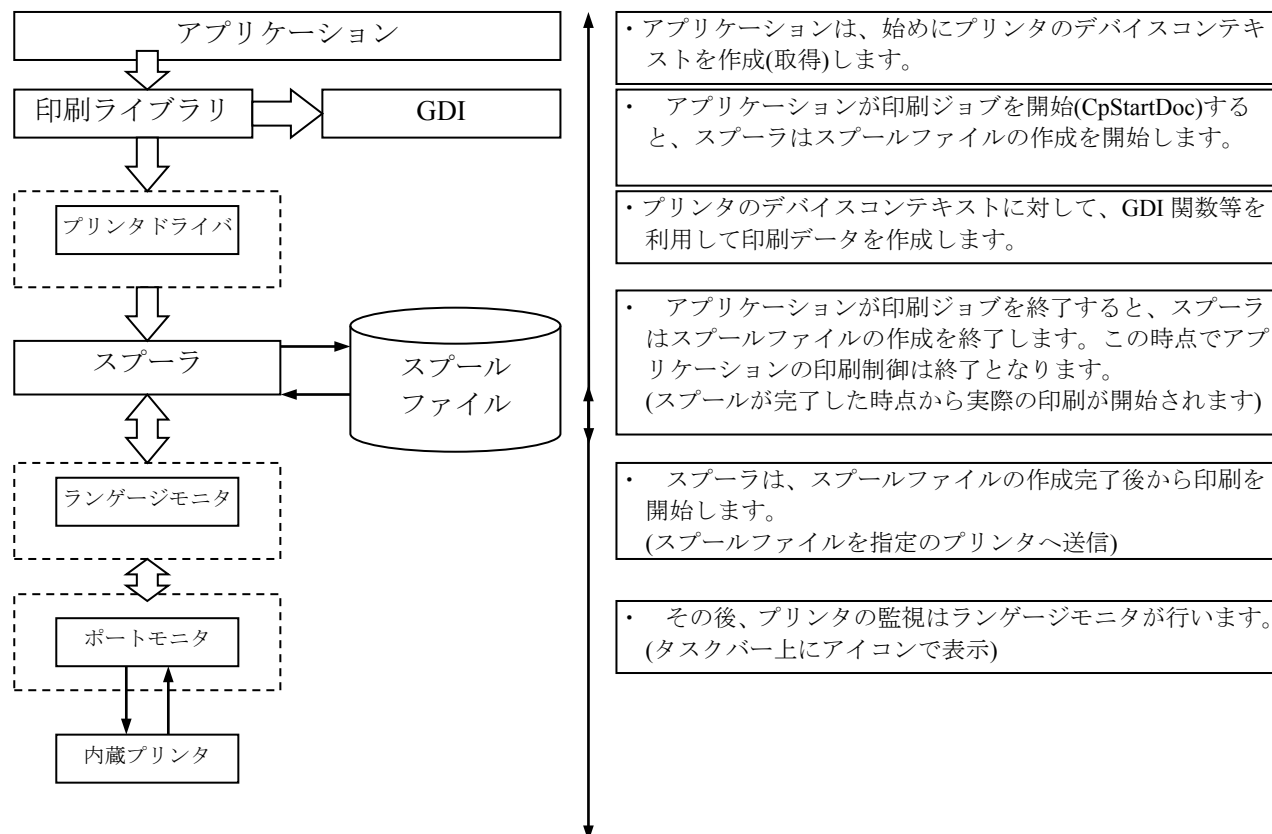 アプリケーション
印刷ライブラリ
GDI
プリンタドライバ
スプーラ
スプール
ファイル
ランゲージモニタ
ポートモニタ
内蔵プリンタ
・アプリケーションは、始めにプリンタのデバイスコンテキ
ストを作成(取得)します。
・ アプリケーションが印刷ジョブを開始(CpStartDoc)する
と、スプーラはスプールファイルの作成を開始します。
・プリンタのデバイスコンテキストに対して、GDI 関数等を
利用して印刷データを作成します。
・ アプリケーションが印刷ジョブを終了すると、スプーラ
はスプールファイルの作成を終了します。この時点でアプ
リケーションの印刷制御は終了となります。
(スプールが完了した時点から実際の印刷が開始されます)
・ スプーラは、スプールファイルの作成完了後から印刷を
開始します。
(スプールファイルを指定のプリンタへ送信)
・ その後、プリンタの監視はランゲージモニタが行います。
(タスクバー上にアイコンで表示)